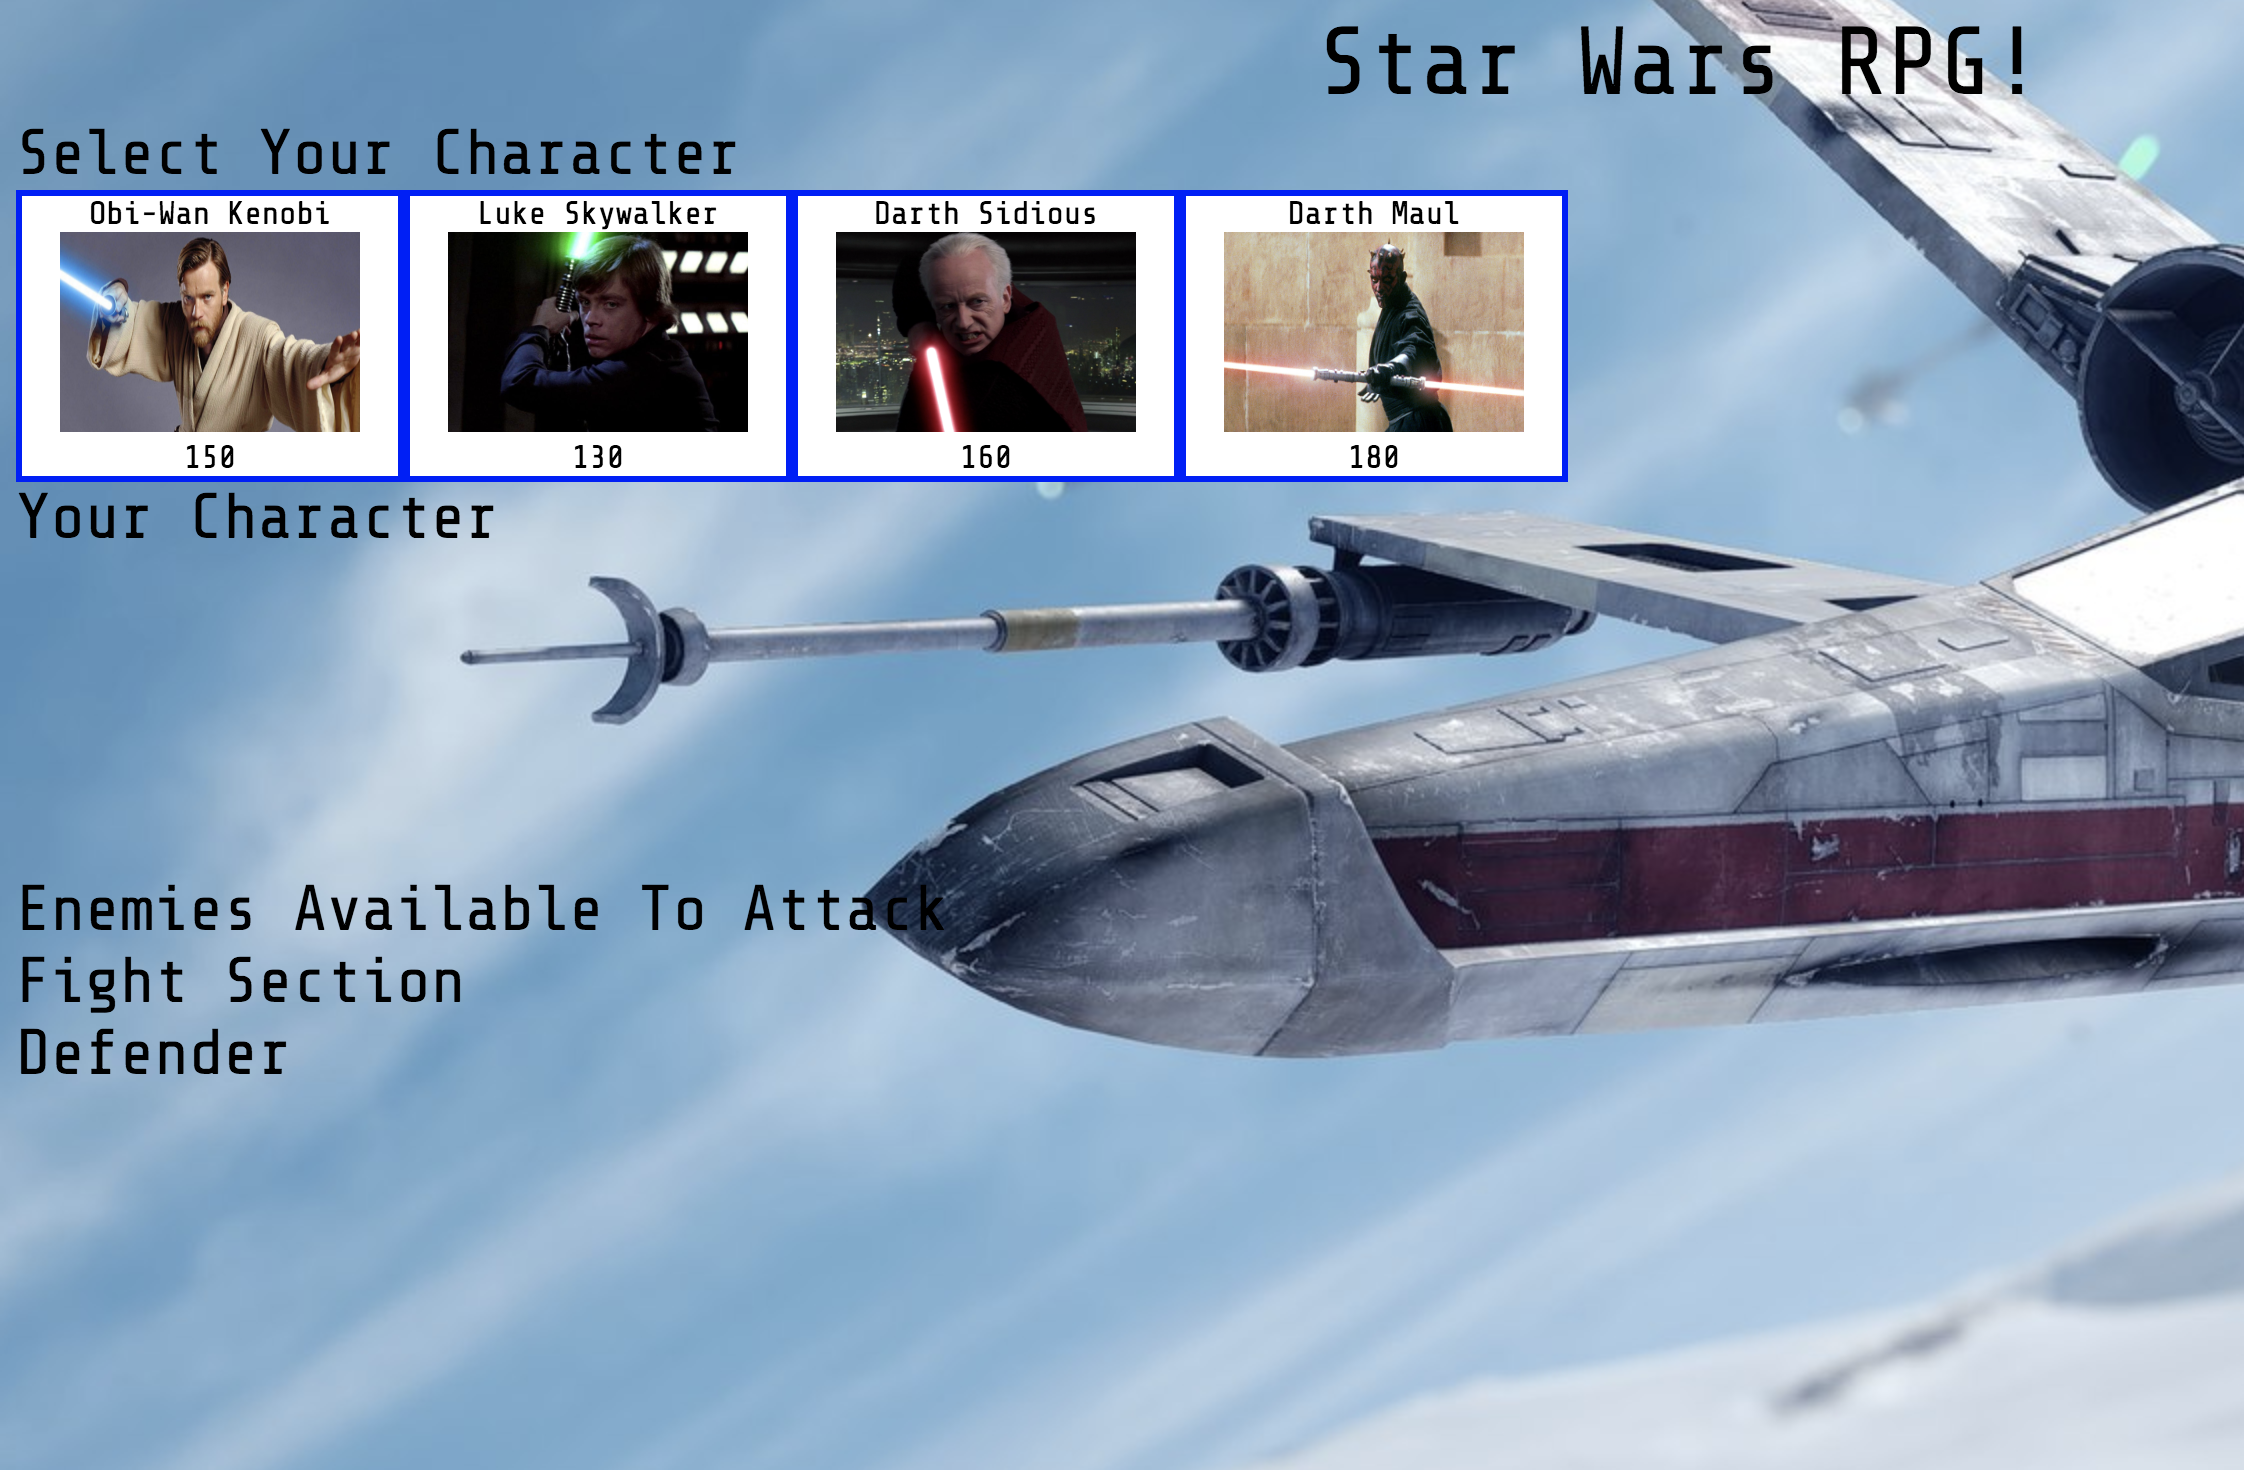 Star Wars RPG!
Select Your Character
Obi-Wan Kenobi
Luke Skywalker
Darth Sidious
Darth Maul
150
130
160
180
Your Character
Enemies Available To Attack
Fight Section
Defender